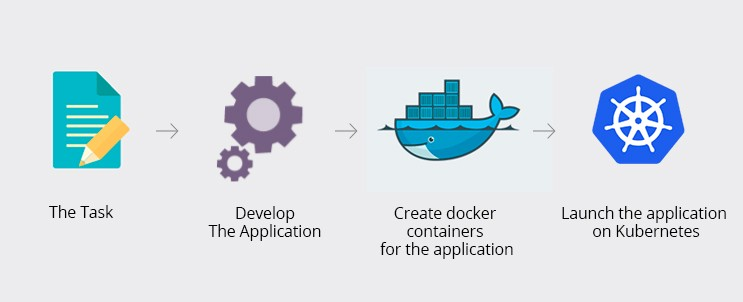 The Task
Develop
The Application
Create docker
containers
for the application
Launch the application
on Kubernetes